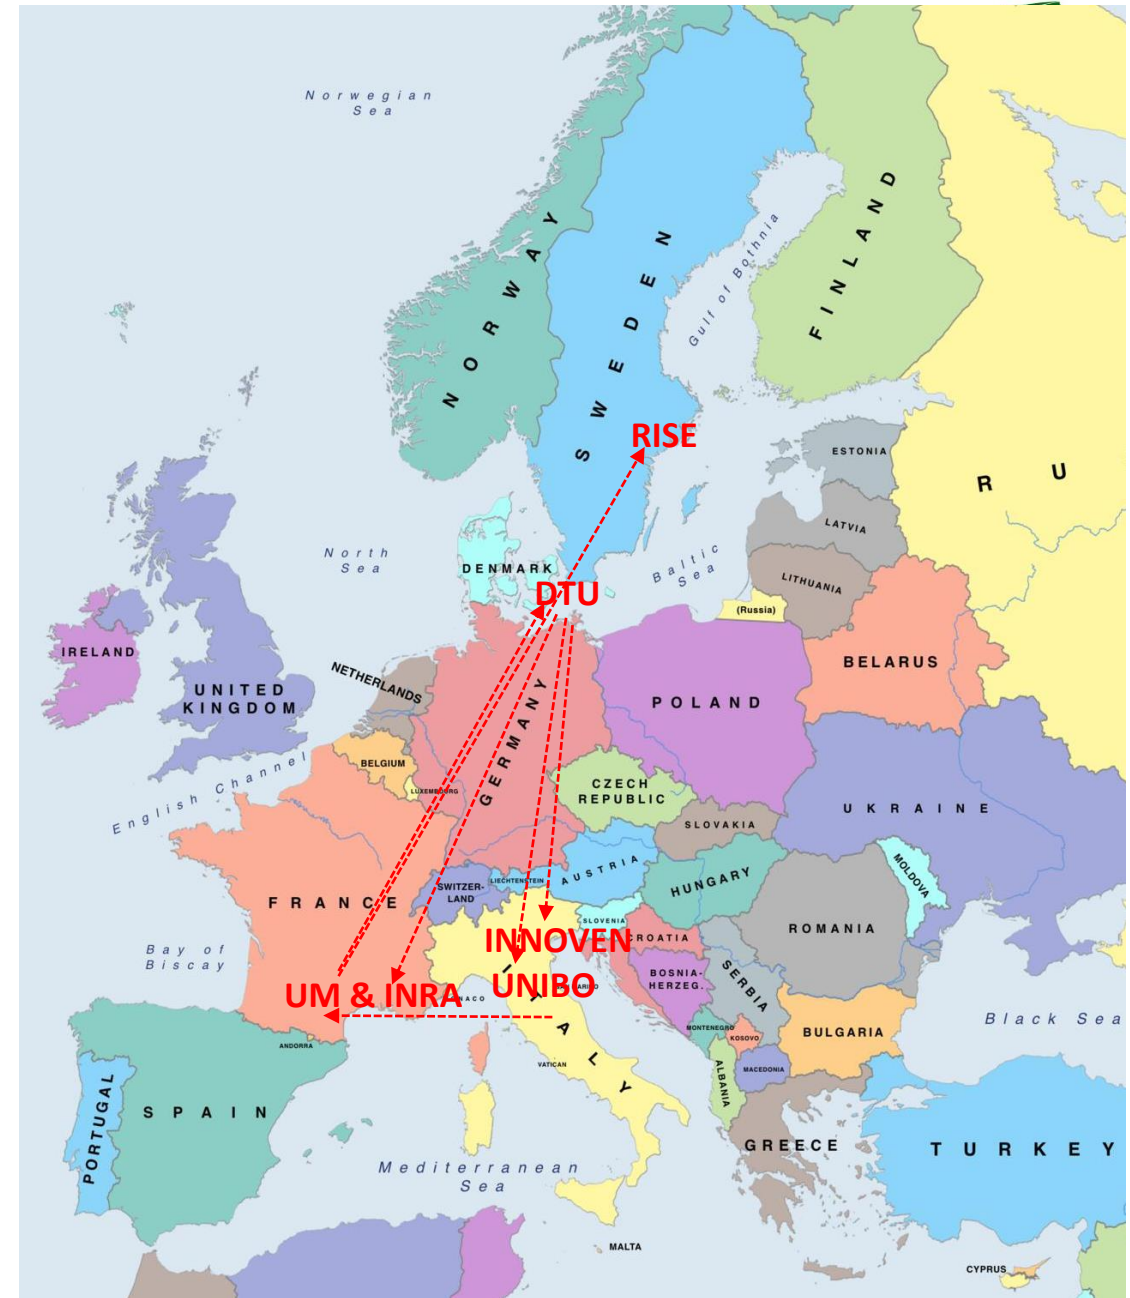 Norwegian
Sea
NORWAY
SWEDEN
FINLAND
Gulf of Bothnia
RISE
ESTONIA
R U
LATVIA
North
Sea
DENMARK
Baltic
Sea
LITHUANIA
DTU
(Russia)
IRELAND
UNITED
KINGDOM
NETHERLANDS
BELARUS
POLAND
GERMANY
BELGIUM
LUXEMBOURG
English Channel
CZECH
REPUBLIC
UKRAINE
SLOVAKIA
MOLDOVA
FRANCE
SWITZER-
LAND
LIECHTENSTEIN
AUSTRIA
HUNGARY
SLOVENIA
ROMANIA
INNOVEN
CROATIA
Bay of
Biscay
UNIBO
BOSNIA-
HERZEG.
SERBIA
UM & INRA
NACO
ITALY
MONTENEGRO
KOSOVO
BULGARIA
Black Sea
ANDORRA
VATICAN
MACEDONIA
ALBANIA
PORTUGAL
SPAIN
GREECE
TURKEY
Mediterranean
Sea
MALTA
CYPRUS